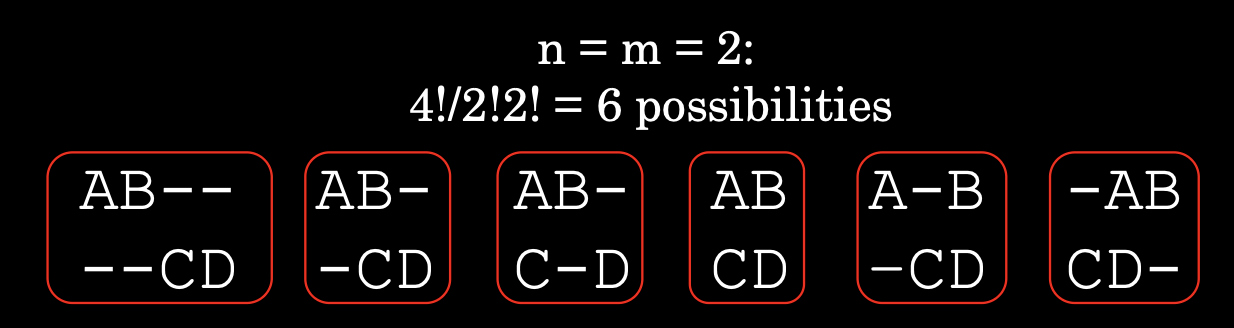 n = m = 2:
4!/2!2! = 6 possibilities
AB-- AB- AB- AB A-B -AB
--CD -CD C-D CD -CD CD-